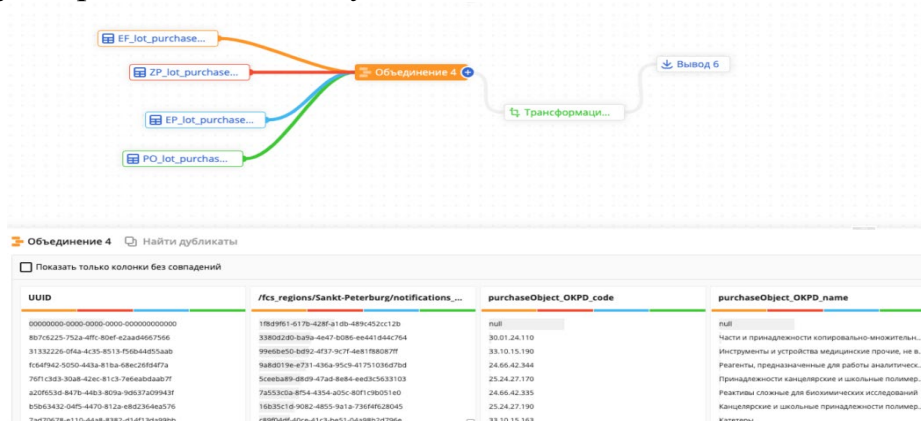 EF_lot_purchase...
ZP_lot_purchase...
Объединение 4
Вывод 6
EP_lot_purchase...
Трансформаци...
PO_lot_purchas...
Объединение 4 Найти дубликаты
Показать только колонки без совпадений
UUID /fcs_regions/Sankt-Peterburg/notifications_... purchaseObject_OKPD_code purchaseObject_OKPD_name
00000000-0000-0000-0000-000000000000 1f8d9f61-617b-428f-a1db-489c452cc12b null null
8b7c6225-752a-4ffc-80ef-e2aad4667566 3380d2d0-ba9a-4e47-b086-ee441d44c764 30.01.24.110 Части и принадлежности копировально-множительн...
31332226-0f4a-4c35-8513-f56b44d55aab 99e6be50-bd92-4f37-9c7f-4e81f88087ff 33.10.15.190 Инструменты и устройства медицинские прочие, не в...
fc64f942-5050-443a-81ba-68ec26fd4f7a 9a8d019e-e731-436a-95c9-41751036d7bd 24.66.42.344 Реагенты, предназначенные для работы аналитическ...
76f1c3d3-30a8-42ec-81c3-7e6eabdaab7f 5ceeba89-d8d9-47ad-8e84-eed3c5633103 25.24.27.170 Принадлежности канцелярские и школьные полимер...
a20f653d-847b-44b3-809a-9d637a09943f 7a553c0a-8f54-4354-a05c-80f1c9b051e0 24.66.42.335 Реактивы сложные для биохимических исследований
b5b63432-04f5-4470-812a-e8d2364ea576 16b35c1d-9082-4855-9a1a-736f4f628045 25.24.27.190 Канцелярские и школьные принадлежности полимер...
33.10.15.163 Катетеры